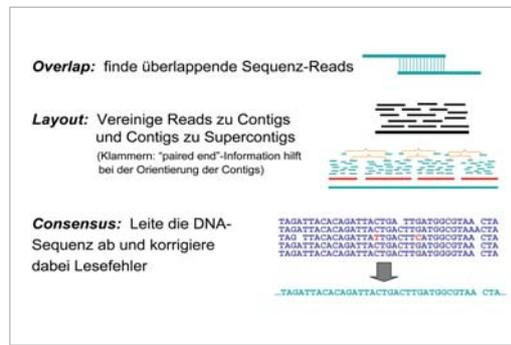 Overlap: finde überlappende Sequenz-Reads
Layout: Vereinige Reads zu Contigs
und Contigs zu Supercontigs
(Klammern: "paired end"-Information hilft
bei der Orientierung der Contigs)
Consensus: Leite die DNA-
Sequenz ab und korrigiere
dabei Lesefehler
TAGATTACACAGATTACTGA TTGATGGCGTAA CTA
TAGATTACACAGATTACTGACTTGATGGCGTAAACTA
TAG TTACACAGATTATTGACTTCATGGCGTAA CTA
TAGATTACACAGATTACTGACTTGATGGCGTAA CTA
TAGATTACACAGATTACTGACTTGATGGGGTAA CTA
...TAGATTACACAGATTACTGACTTGATGGCGTAA CTA...